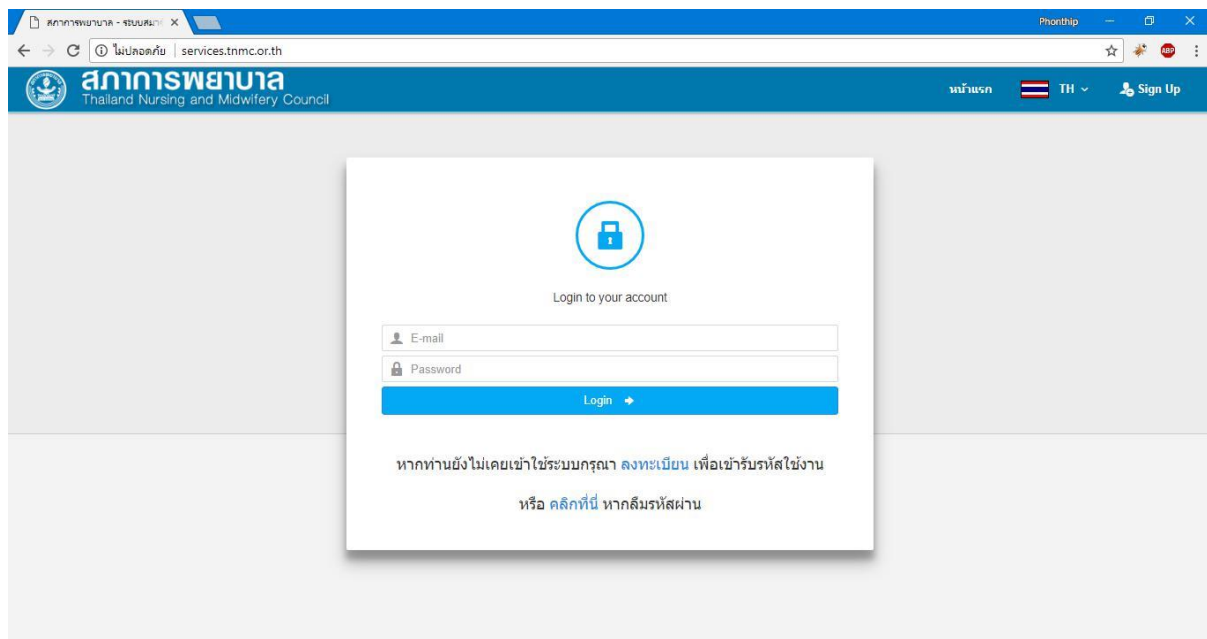 สภาการพยาบาล - ระบบสมา
Phonthip
ไม่ปลอดภัย | services.tnmc.or.th
ABP
สภาการพยาบาล
Thailand Nursing and Midwifery Council
หน้าแรก TH Sign Up
Login to your account
E-mail
Password
Login
หากท่านยังไม่เคยเข้าใช้ระบบกรุณา ลงทะเบียน เพื่อเข้ารับรหัสใช้งาน
หรือ คลิกที่นี่ หากลืมรหัสผ่าน